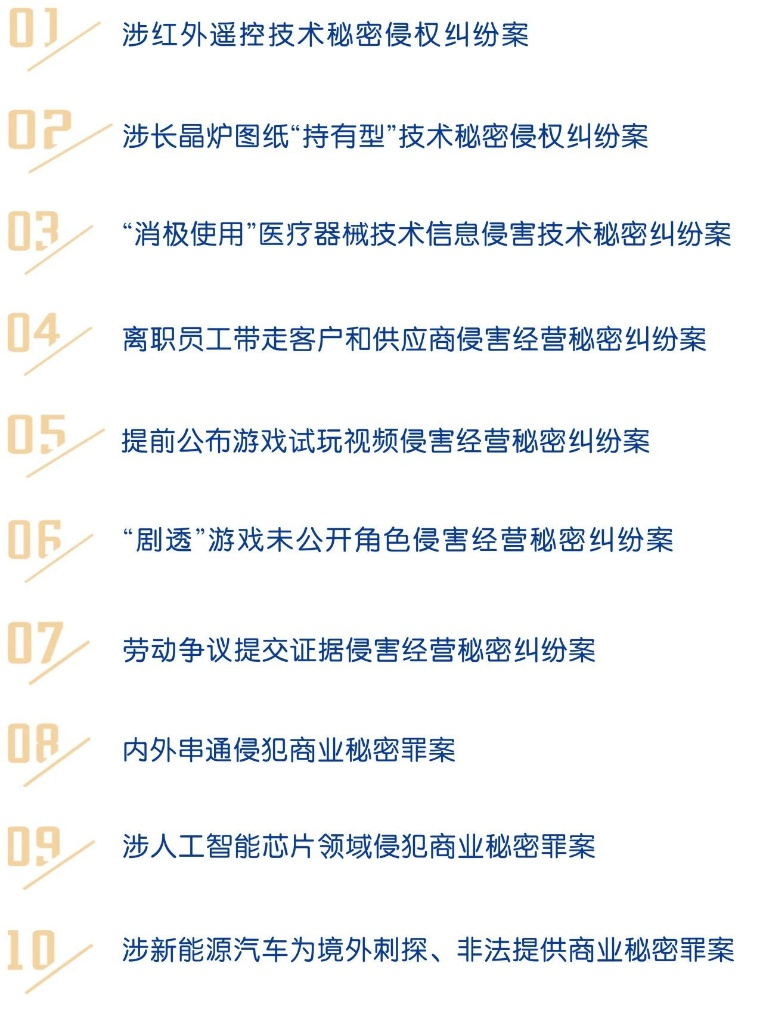 01 涉红外遥控技术秘密侵权纠纷案
02 涉长晶炉图纸“持有型”技术秘密侵权纠纷案
03 “消极使用”医疗器械技术信息侵害技术秘密纠纷案
04 离职员工带走客户和供应商侵害经营秘密纠纷案
05 提前公布游戏试玩视频侵害经营秘密纠纷案
06 “剧透”游戏未公开角色侵害经营秘密纠纷案
07 劳动争议提交证据侵害经营秘密纠纷案
08 内外串通侵犯商业秘密罪案
09 涉人工智能芯片领域侵犯商业秘密罪案
10 涉新能源汽车为境外刺探、非法提供商业秘密罪案